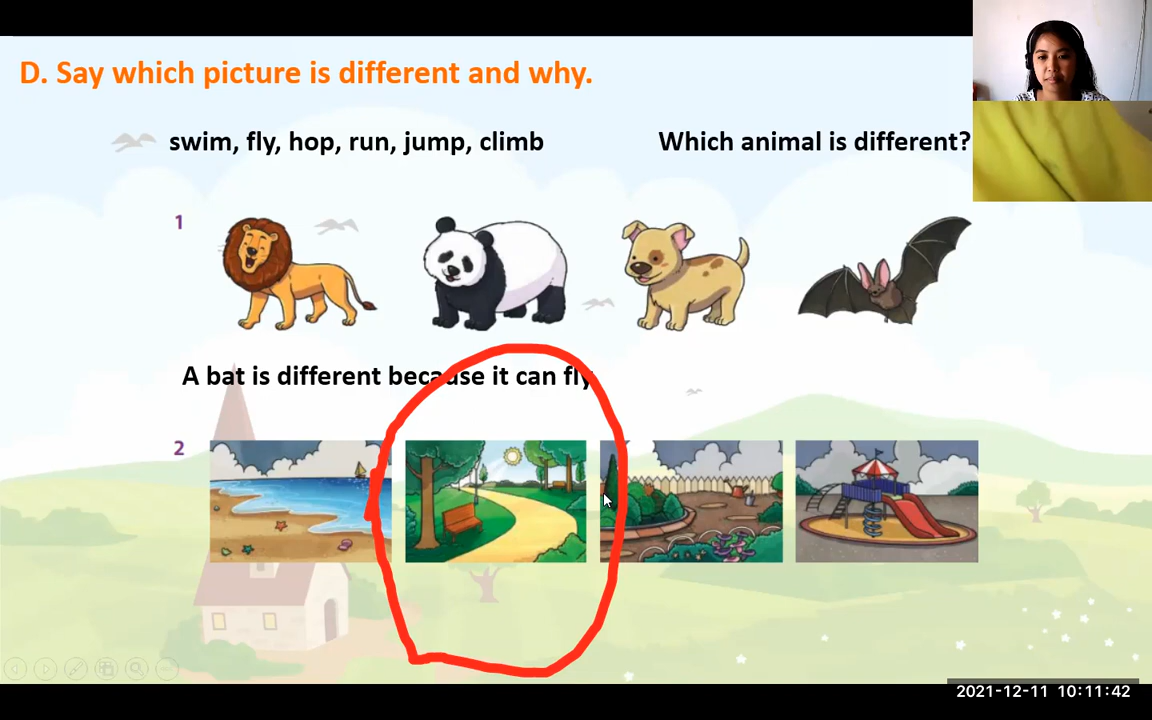 D. Say which picture is different and why.
swim, fly, hop, run, jump, climb
Which animal is different?
1
A bat is different because it can fly
2
2021-12-11 10:11:42